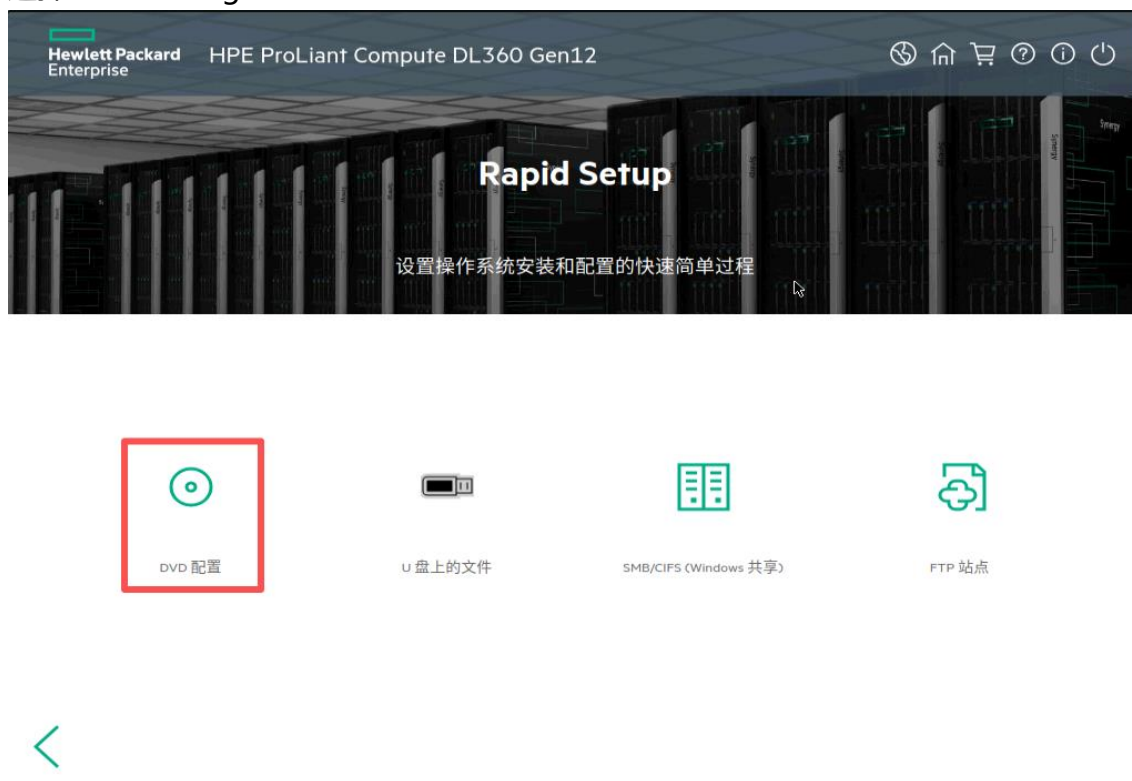 Hewlett Packard
Enterprise
HPE ProLiant Compute DL360 Gen12
Synergy
Synergy
Rapid Setup
设置操作系统安装和配置的快速简单过程
DVD 配置
U 盘上的文件
SMB/CIFS (Windows 共享)
FTP 站点